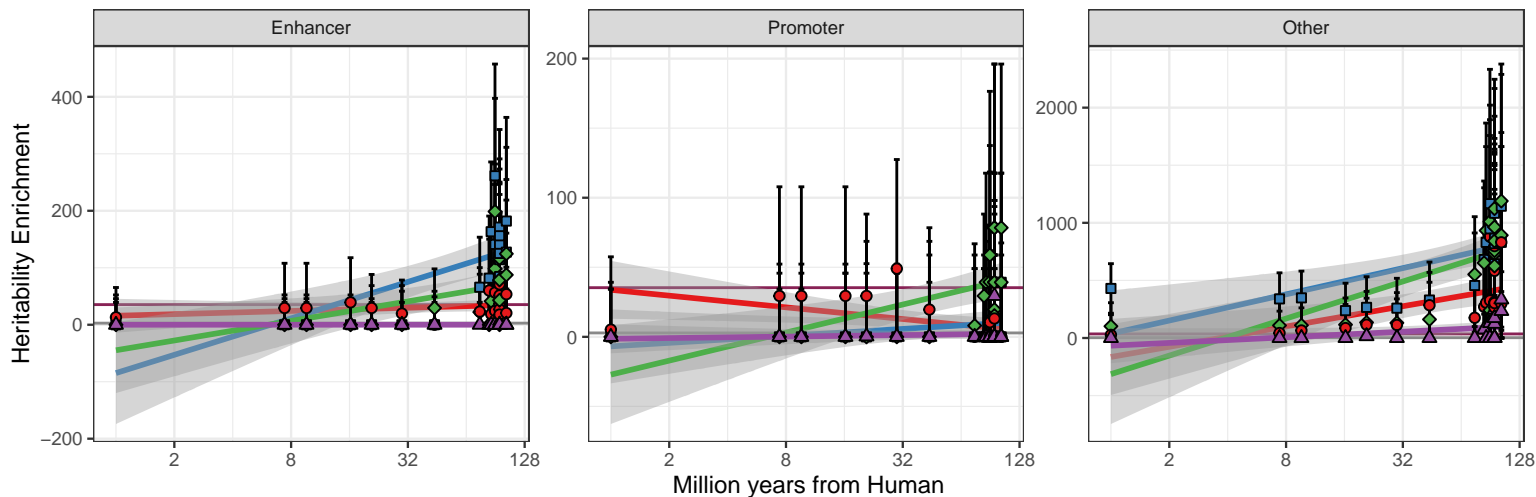 Enhancer Promoter Other
Heritability Enrichment
400
200
0
−200
200
100
0
2000
1000
0
2 8 32 128
2 8 32 128
2 8 32 128
Million years from Human